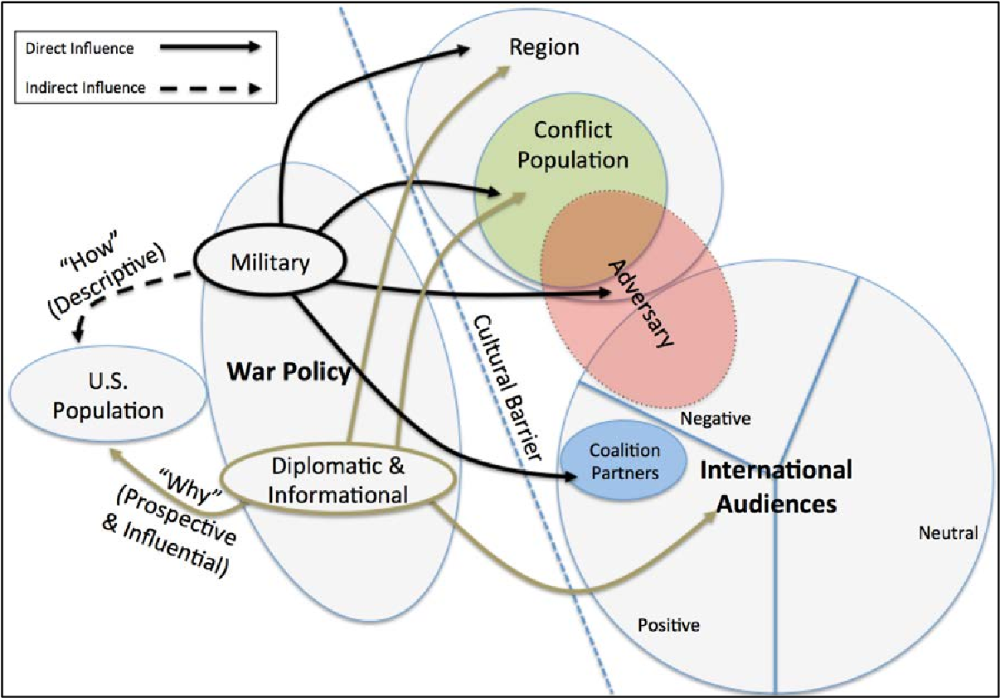 Direct Influence
Indirect Influence
Region
Conflict
Population
Military
"How"
(Descriptive)
Adversary
U.S.
Population
War Policy
Cultural Barrier
Negative
Coalition
Partners
International
Audiences
Diplomatic &
Informational
"Why"
(Prospective
& Influential)
Neutral
Positive